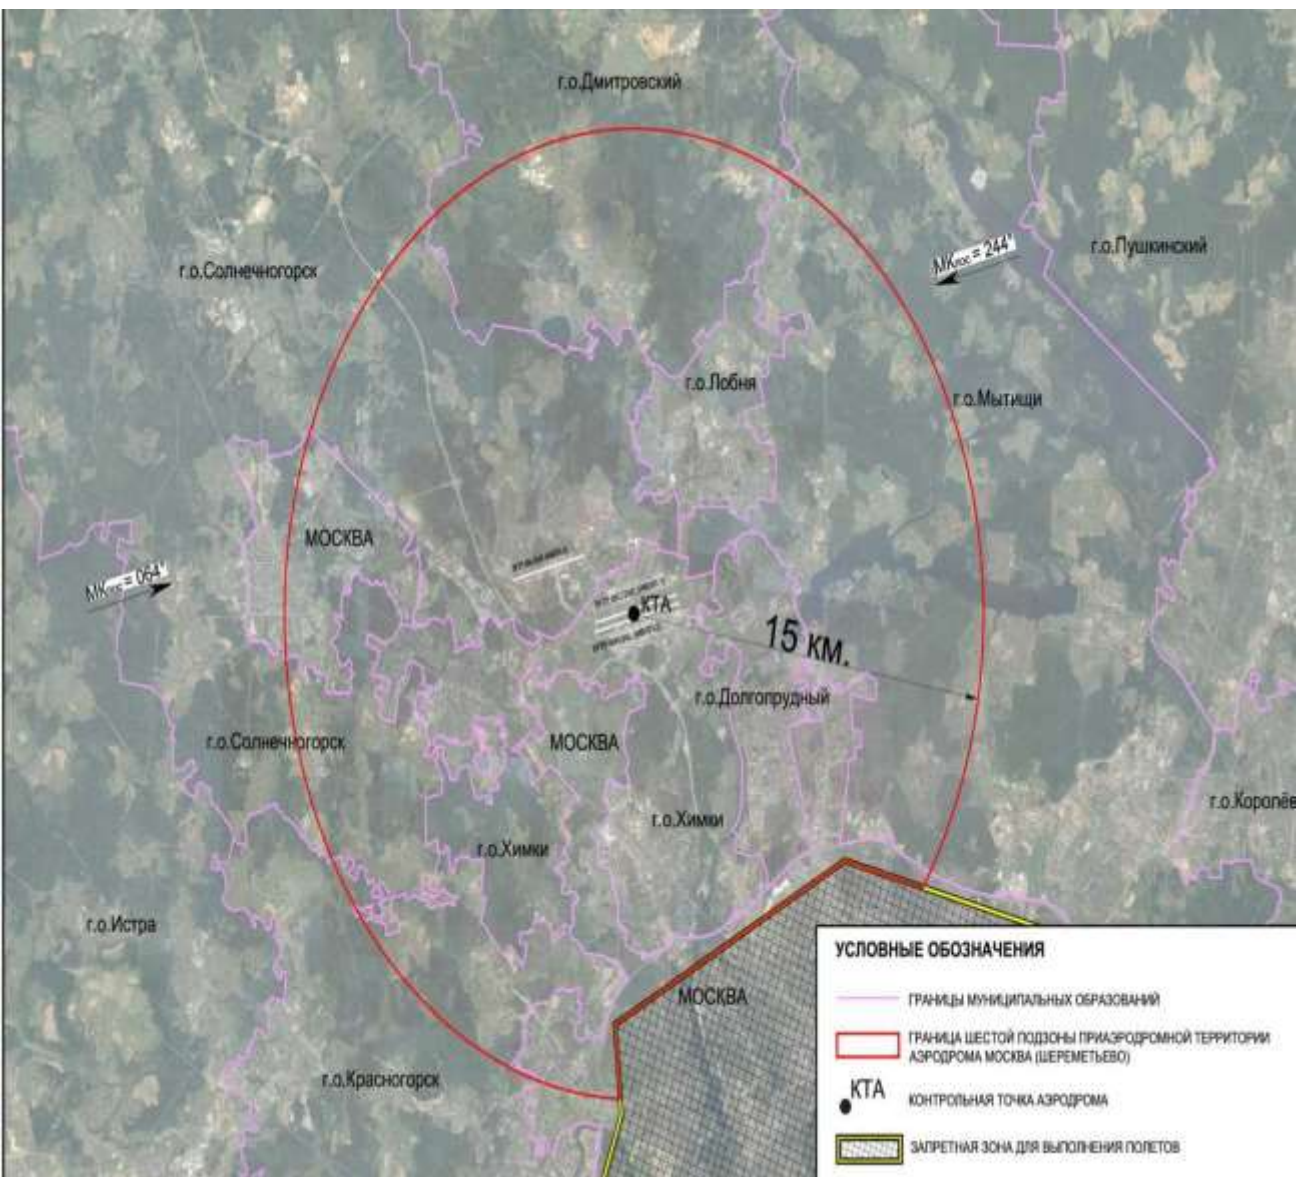 г.о.Дмитровский
г.о.Пушкинский
МКпос = 244°
г.о.Солнечногорск
г.о.Лобня
г.о.Мытищи
МОСКВА
МКпос = 064°
КТА
15 км.
г.о.Долгопрудный
г.о.Солнечногорск
МОСКВА
г.о.Королёв
г.о.Химки
г.о.Химки
г.о.Истра
МОСКВА
г.о.Красногорск
УСЛОВНЫЕ ОБОЗНАЧЕНИЯ
ГРАНИЦЫ МУНИЦИПАЛЬНЫХ ОБРАЗОВАНИЙ
ГРАНИЦА ШЕСТОЙ ПОДЗОНЫ ПРИАЭРОДРОМНОЙ ТЕРРИТОРИИ
АЭРОДРОМА МОСКВА (ШЕРЕМЕТЬЕВО)
КТА
КОНТРОЛЬНАЯ ТОЧКА АЭРОДРОМА
ЗАПРЕТНАЯ ЗОНА ДЛЯ ВЫПОЛНЕНИЯ ПОЛЕТОВ